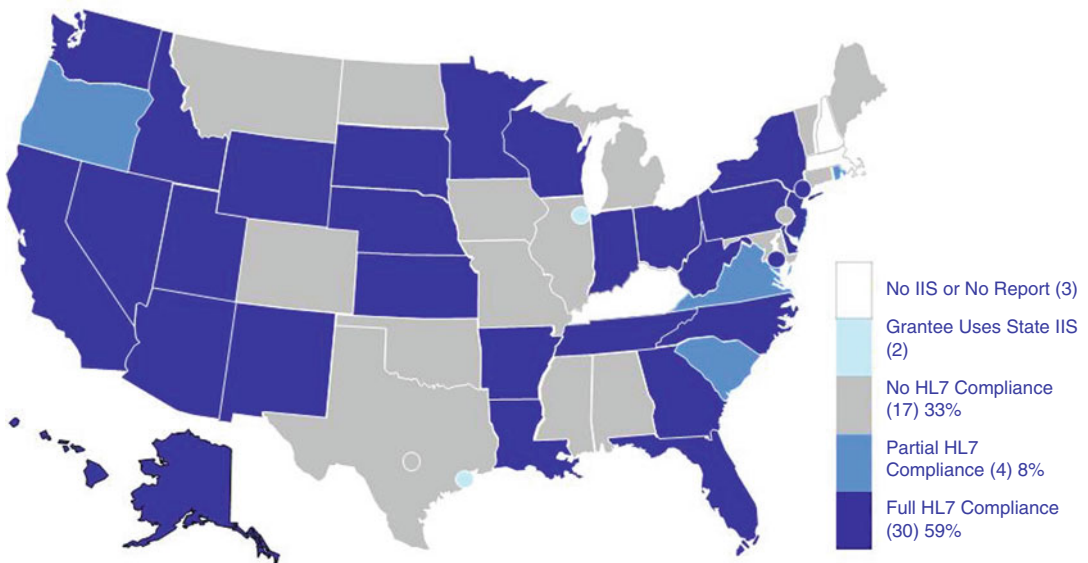 No IIS or No Report (3)
Grantee Uses State IIS
(2)
No HL7 Compliance
(17) 33%
Partial HL7
Compliance (4) 8%
Full HL7 Compliance
(30) 59%